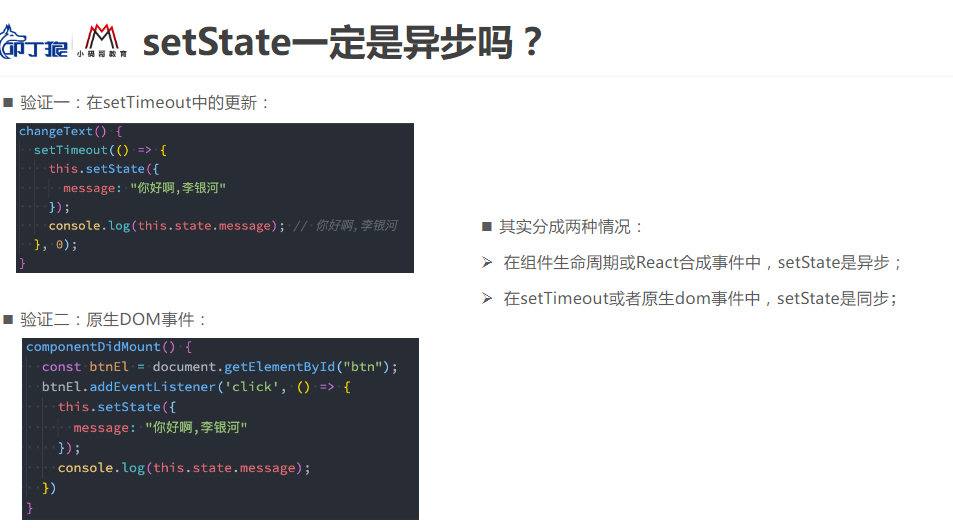 叩丁狼
小码哥教育
setState一定是异步吗？
■ 验证一：在setTimeout中的更新：
changeText() {
setTimeout(() => {
this.setState({
message: "你好啊,李银河"
});
console.log(this.state.message); // 你好啊,李银河
}, 0);
}
■ 验证二：原生DOM事件：
componentDidMount() {
const btnEl = document.getElementById("btn");
btnEl.addEventListener('click', () => {
this.setState({
message: "你好啊,李银河"
});
console.log(this.state.message);
})
}
■ 其实分成两种情况：
➢ 在组件生命周期或React合成事件中，setState是异步；
➢ 在setTimeout或者原生dom事件中，setState是同步；